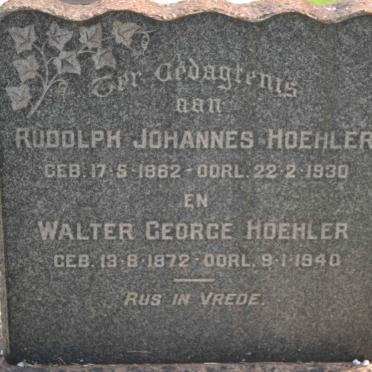 Ter Gedagtenis
aan
RUDOLPH JOHANNES HOEHLER
GEB. 17-5-1862 - OORL. 22-2-1930
EN
WALTER GEORGE HOEHLER
GEB. 13-8-1872 - OORL. 9-1-1940
RUS IN VREDE.